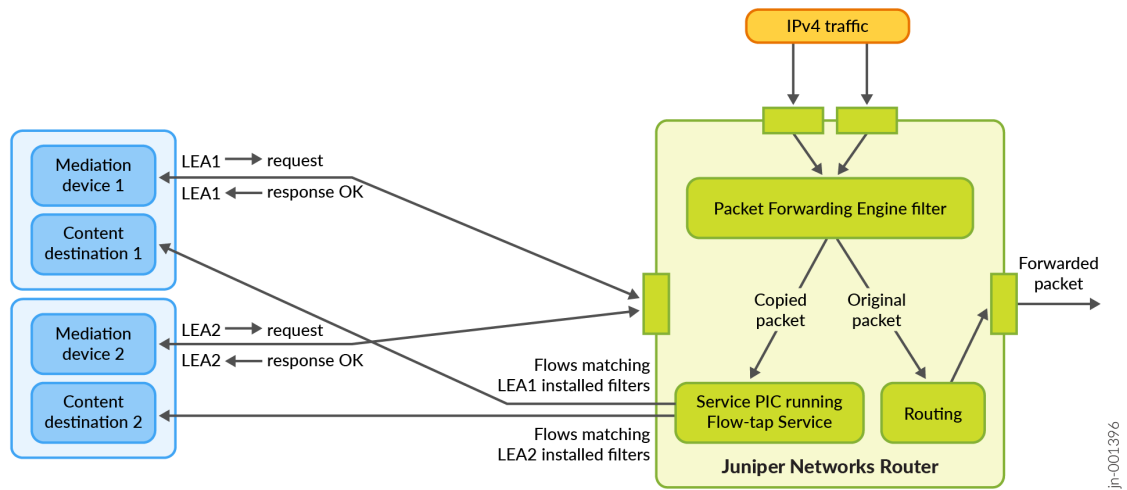 IPv4 traffic
Mediation
device 1
LEA1 request
LEA1 response OK
Content
destination 1
Mediation
device 2
LEA2 request
LEA2 response OK
Content
destination 2
Packet Forwarding Engine filter
Copied
packet
Original
packet
Forwarded
packet
Flows matching
LEA1 installed filters
Service PIC running
Flow-tap Service
Routing
Flows matching
LEA2 installed filters
Juniper Networks Router
jn-001396